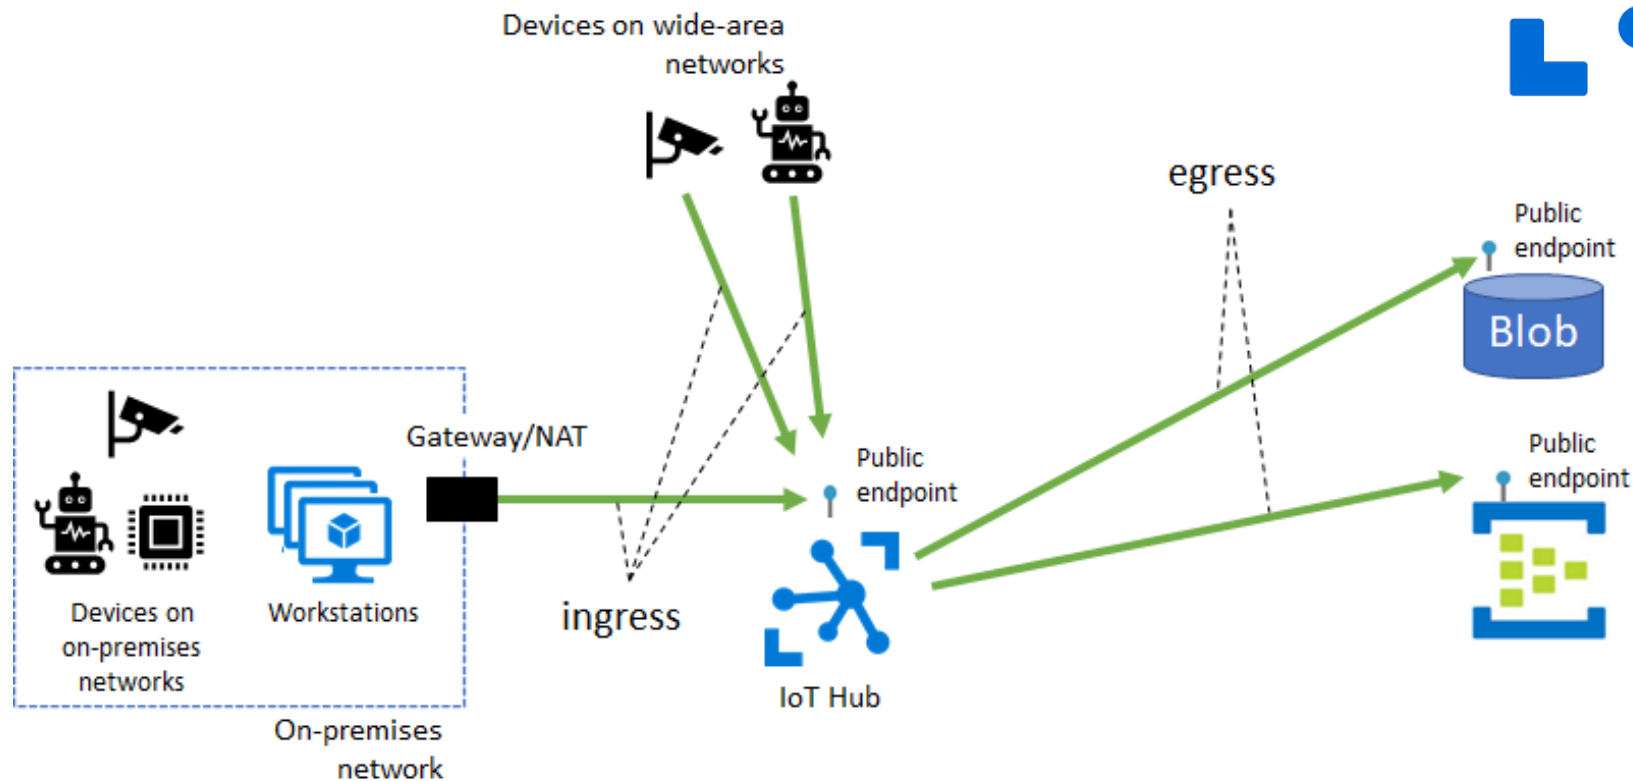 Devices on wide-area
networks
egress
Public
endpoint
Blob
Gateway/NAT
Public
endpoint
Public
endpoint
Devices on
on-premises
networks
Workstations
ingress
IoT Hub
On-premises
network